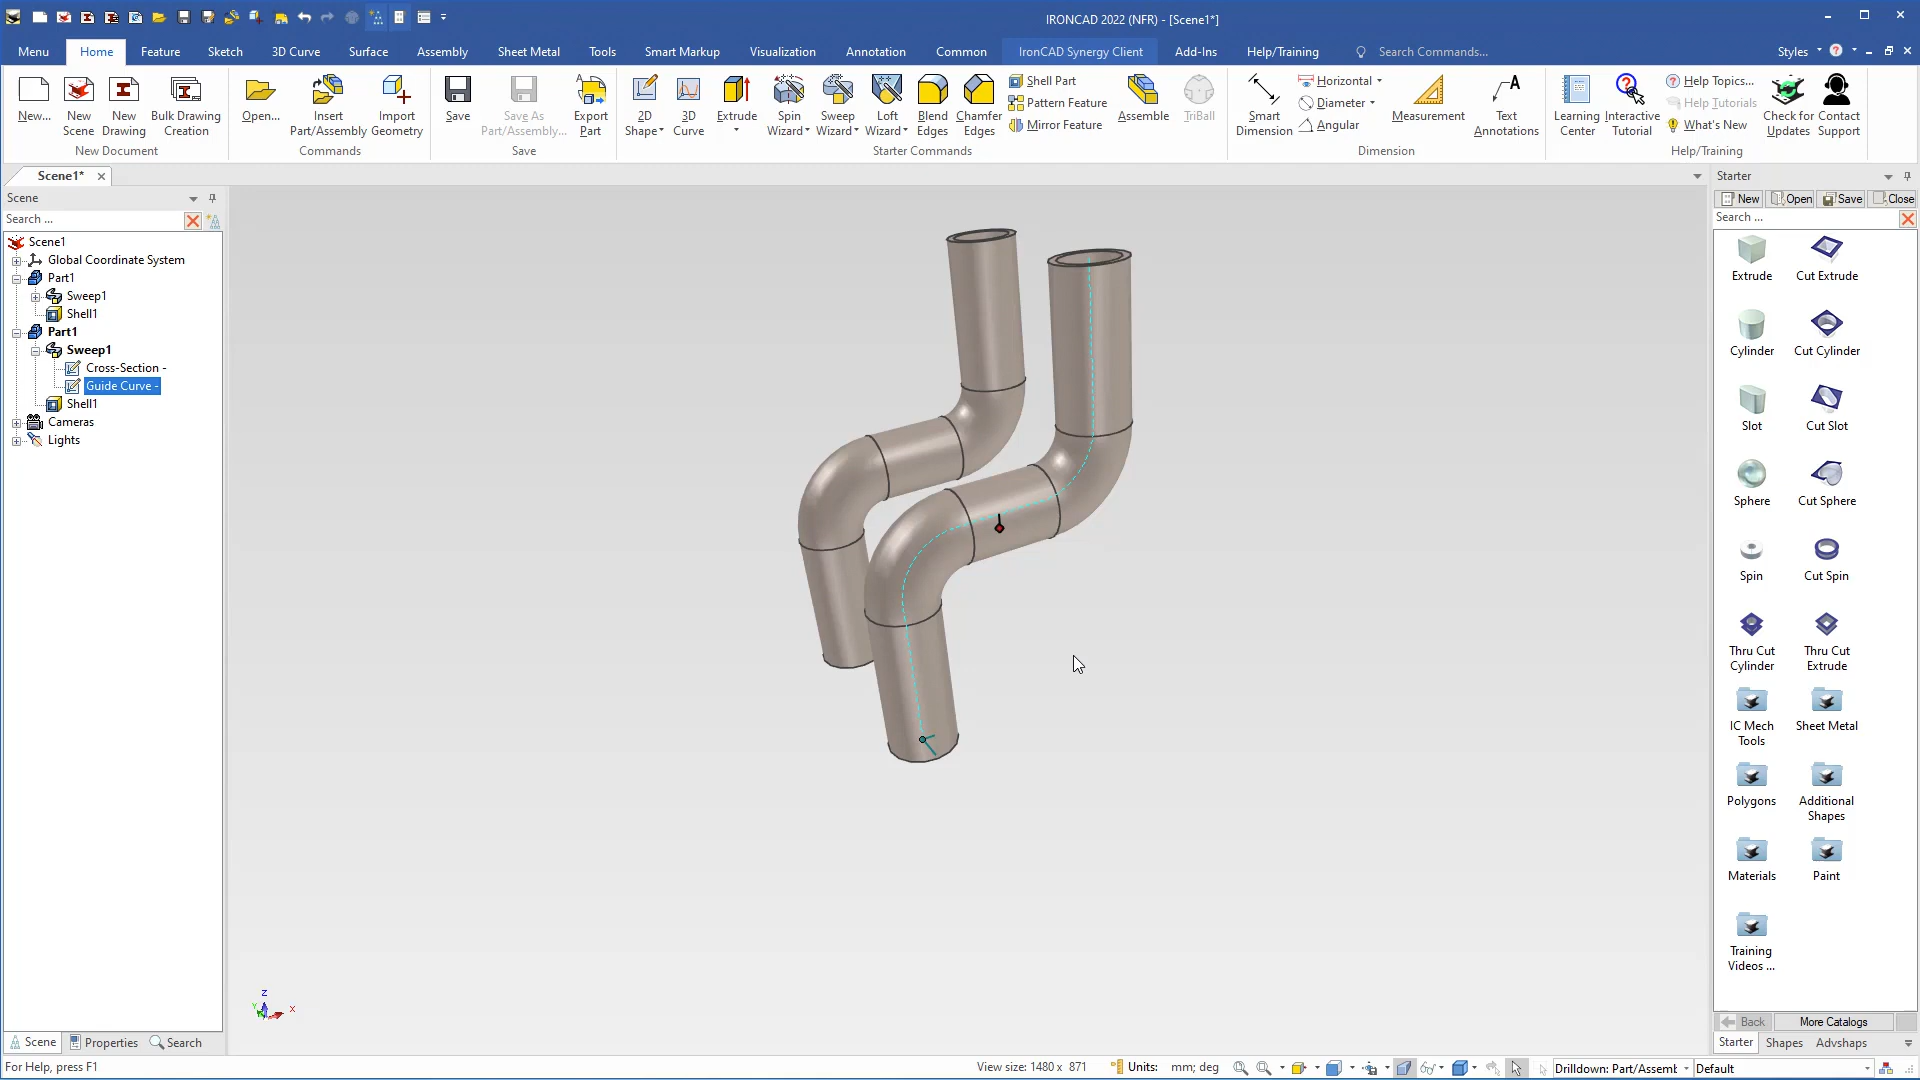 IRONCAD 2022 (NFR) - [Scene1*]
Menu Home Feature Sketch 3D Curve Surface Assembly Sheet Metal Tools Smart Markup Visualization Annotation Common IronCAD Synergy Client Add-Ins Help/Training Search Commands... Styles
New... New Scene New Drawing Bulk Drawing Creation
New Document
Open... Insert Part/Assembly Import Geometry
Commands
Save Save As Part/Assembly... Export Part
Save
2D Shape 3D Curve Extrude Spin Wizard Sweep Wizard Loft Wizard Blend Edges Chamfer Edges
Shell Part
Pattern Feature
Mirror Feature
Assemble TriBall
Starter Commands
Smart Dimension
Horizontal
Diameter
Angular
Measurement Text Annotations
Dimension
Learning Center Interactive Tutorial
Help Topics...
Help Tutorials
What's New
Check for Updates Contact Support
Help/Training
Scene1*
Scene
Search ...
Scene1
Global Coordinate System
Part1
Sweep1
Shell1
Part1
Sweep1
Cross-Section -
Guide Curve -
Shell1
Cameras
Lights
Z
Y
X
Starter
New Open Save Close
Search ...
Extrude Cut Extrude
Cylinder Cut Cylinder
Slot Cut Slot
Sphere Cut Sphere
Spin Cut Spin
Thru Cut Cylinder Thru Cut Extrude
IC Mech Tools Sheet Metal
Polygons Additional Shapes
Materials Paint
Training Videos ...
Back More Catalogs
Starter Shapes Advshaps
Scene Properties Search
For Help, press F1
View size: 1480 x 871 Units: mm; deg
Drilldown: Part/Assemb Default